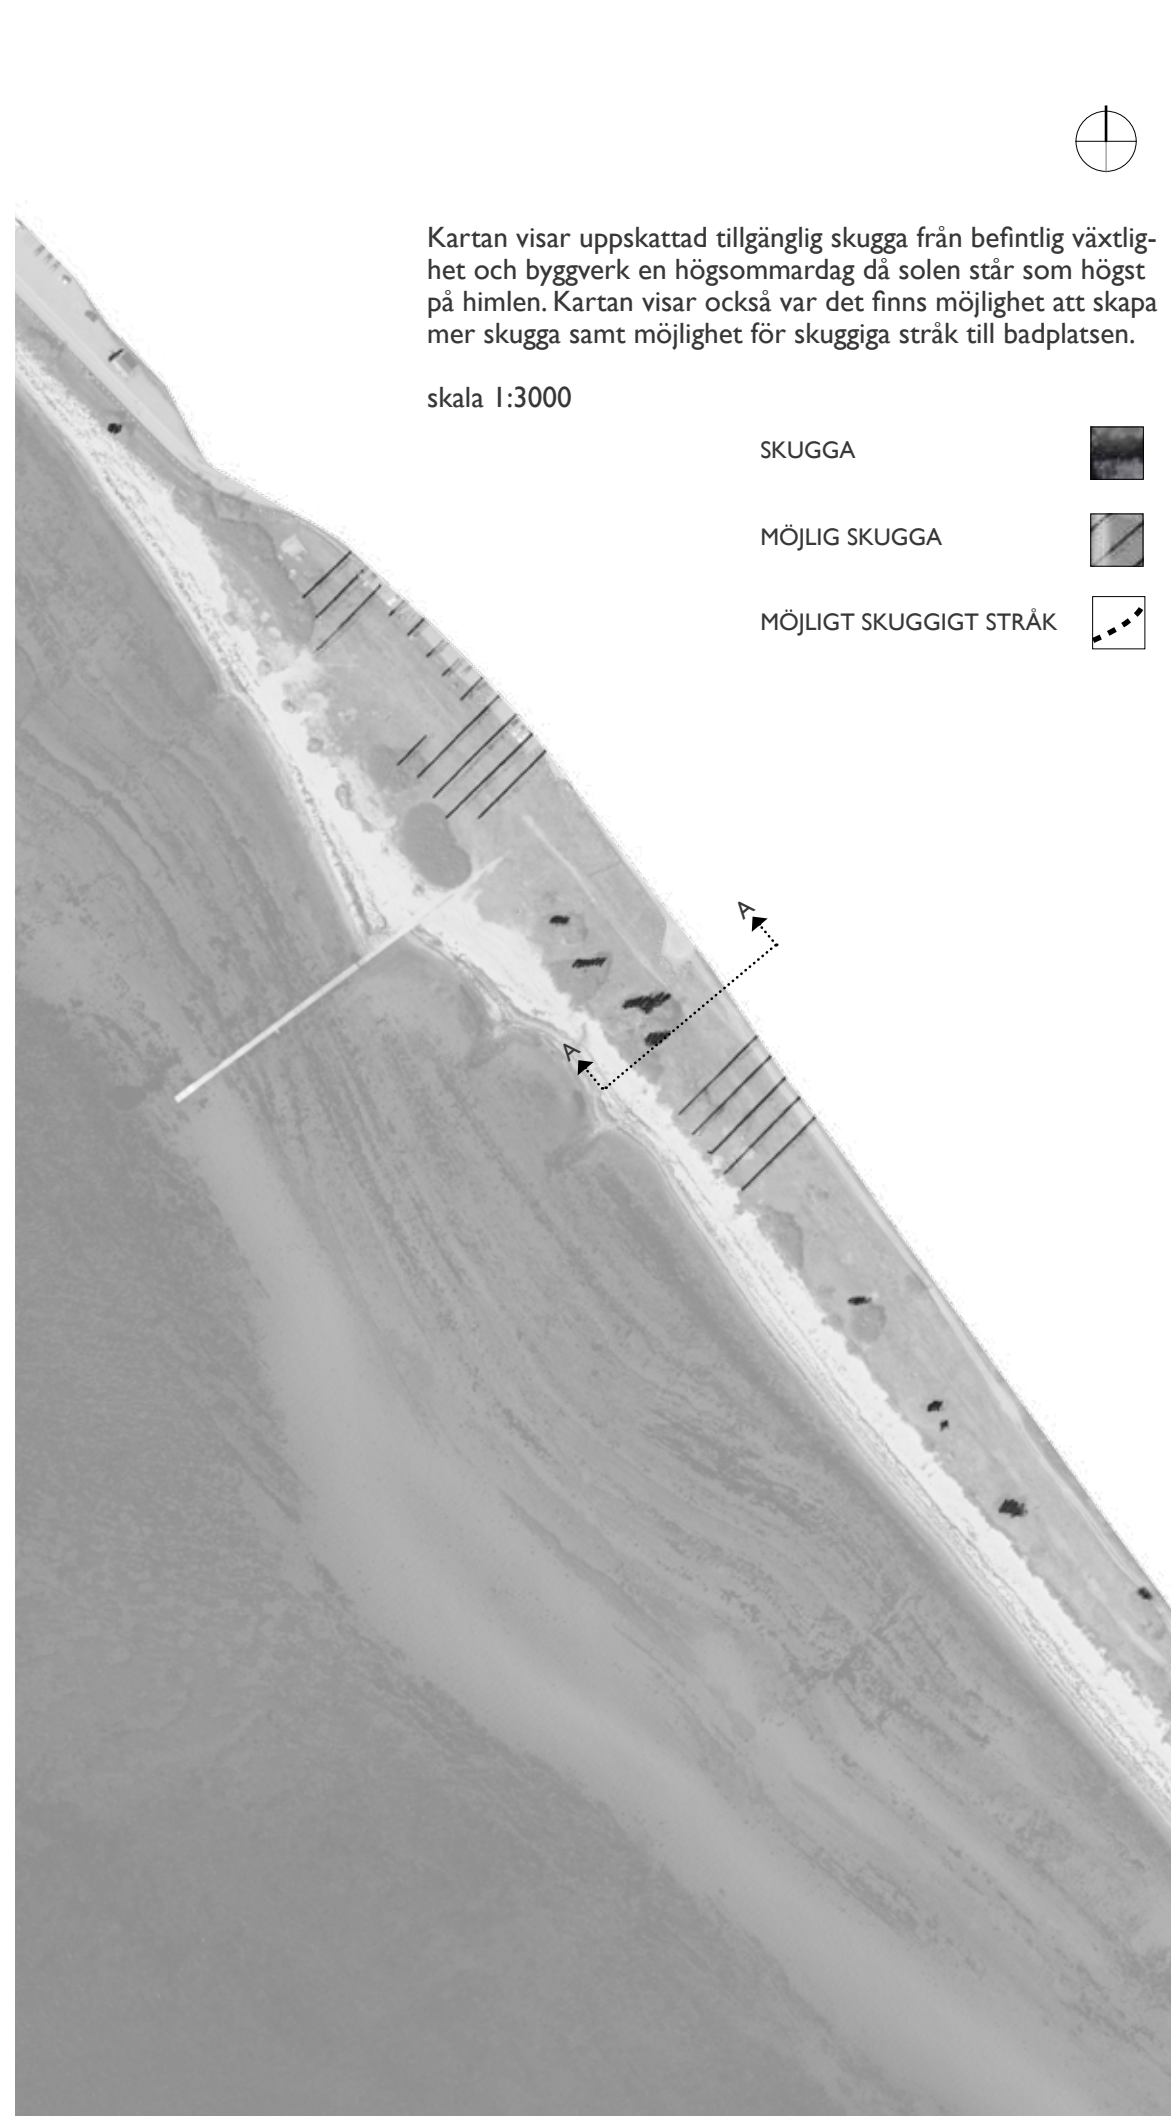 Kartan visar uppskattad tillgänglig skugga från befintlig växtlig-
het och byggverk en högsommardag då solen står som högst
på himlen. Kartan visar också var det finns möjlighet att skapa
mer skugga samt möjlighet för skuggiga stråk till badplatsen.
skala 1:3000
SKUGGA
MÖJLIG SKUGGA
MÖJLIGT SKUGGIGT STRÅK
A
A